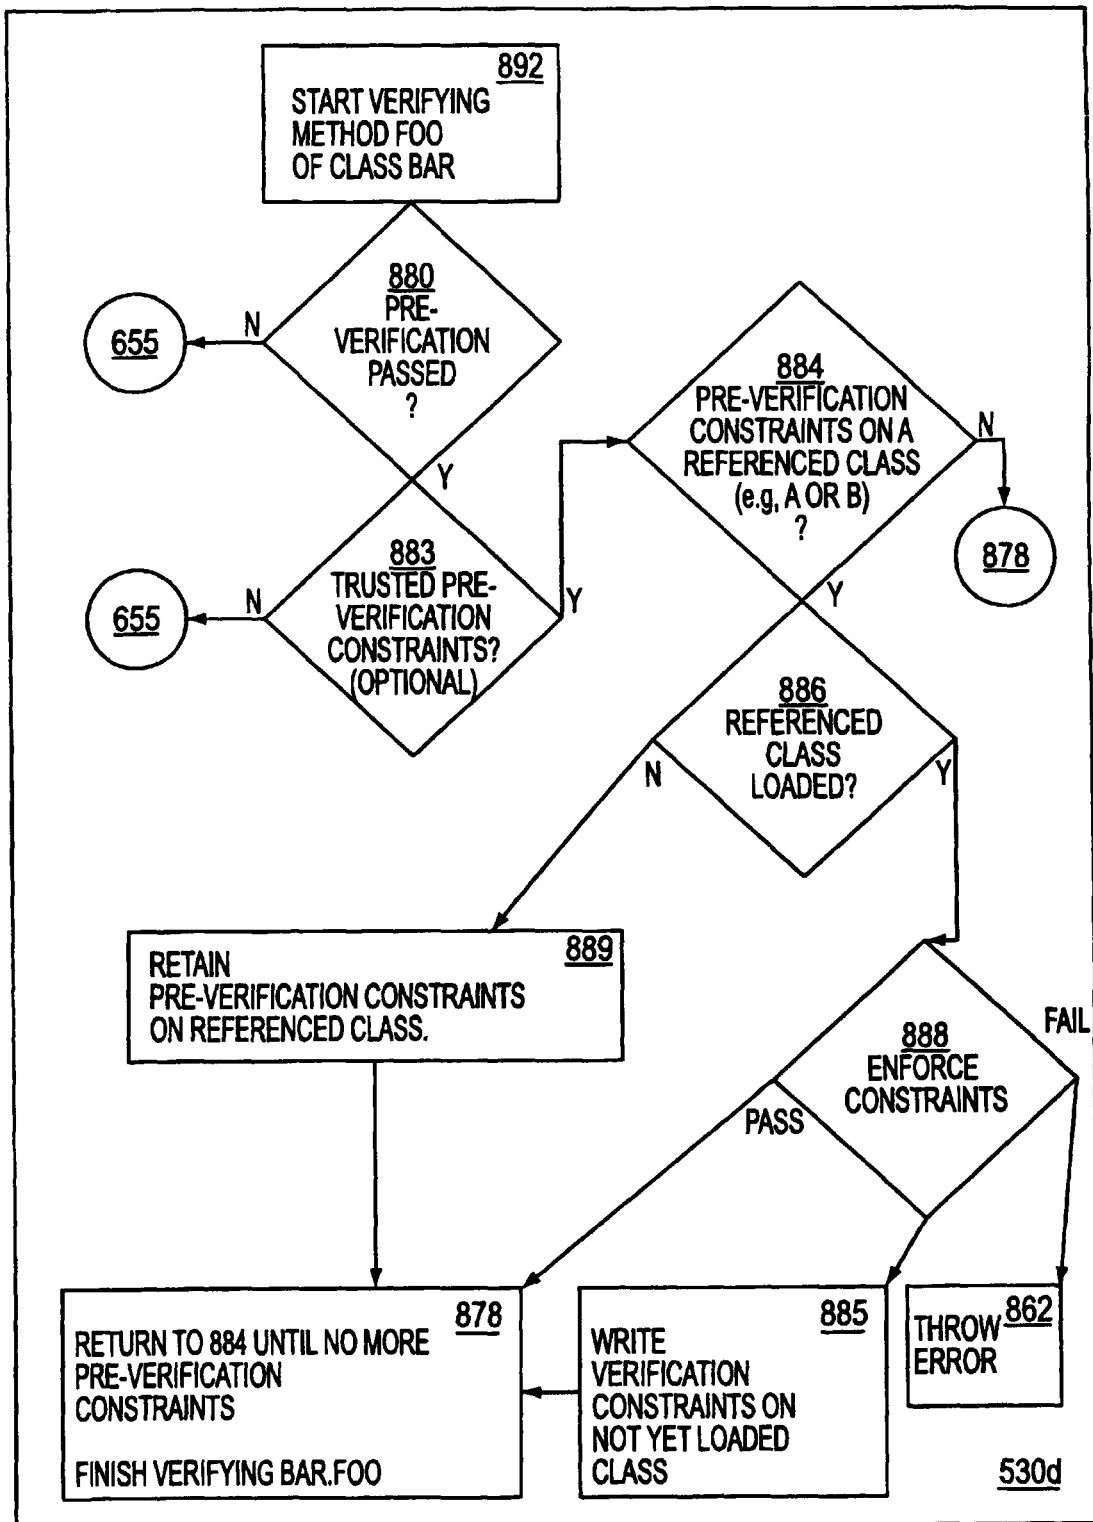 892
START VERIFYING
METHOD FOO
OF CLASS BAR
880
PRE-
VERIFICATION
PASSED
?
N
655
Y
883
TRUSTED PRE-
VERIFICATION
CONSTRAINTS?
(OPTIONAL)
N
655
Y
884
PRE-VERIFICATION
CONSTRAINTS ON A
REFERENCED CLASS
(e.g, A OR B)
?
N
878
Y
886
REFERENCED
CLASS
LOADED?
N
Y
889
RETAIN
PRE-VERIFICATION CONSTRAINTS
ON REFERENCED CLASS.
888
ENFORCE
CONSTRAINTS
FAIL
PASS
878
RETURN TO 884 UNTIL NO MORE
PRE-VERIFICATION
CONSTRAINTS
FINISH VERIFYING BAR.FOO
885
WRITE
VERIFICATION
CONSTRAINTS ON
NOT YET LOADED
CLASS
862
THROW
ERROR
530d